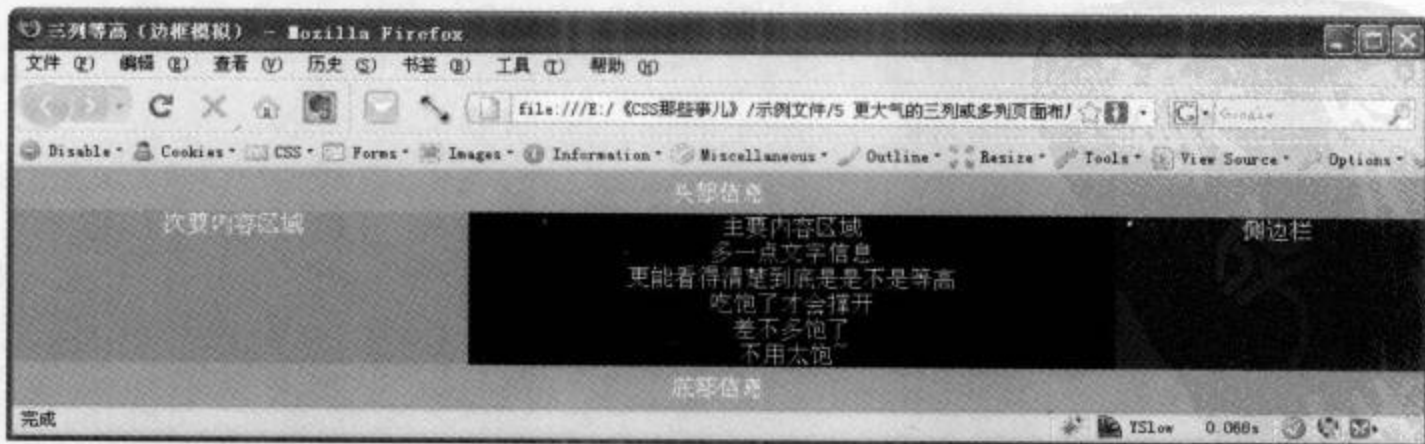 三列等高（边框模拟） - Mozilla Firefox
文件 (F) 编辑 (E) 查看 (V) 历史 (S) 书签 (B) 工具 (T) 帮助 (H)
file:///E:/《CSS那些事儿》/示例文件/5 更大气的三列或多列页面布局 Google
Disable Cookies CSS Forms Images Information Miscellaneous Outline Resize Tools View Source Options
头部信息
次要内容区域 主要内容区域 侧边栏
多一点文字信息
更能看得清楚到底是是不是等高
吃饱了才会撑开
差不多饱了
不用太饱~
底部信息
完成 YSlow 0.068s